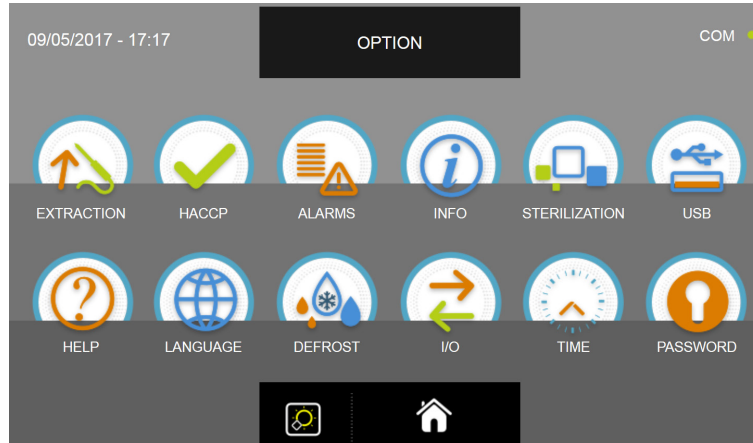 09/05/2017 - 17:17
OPTION
COM
EXTRACTION
HACCP
ALARMS
INFO
STERILIZATION
USB
HELP
LANGUAGE
DEFROST
I/O
TIME
PASSWORD